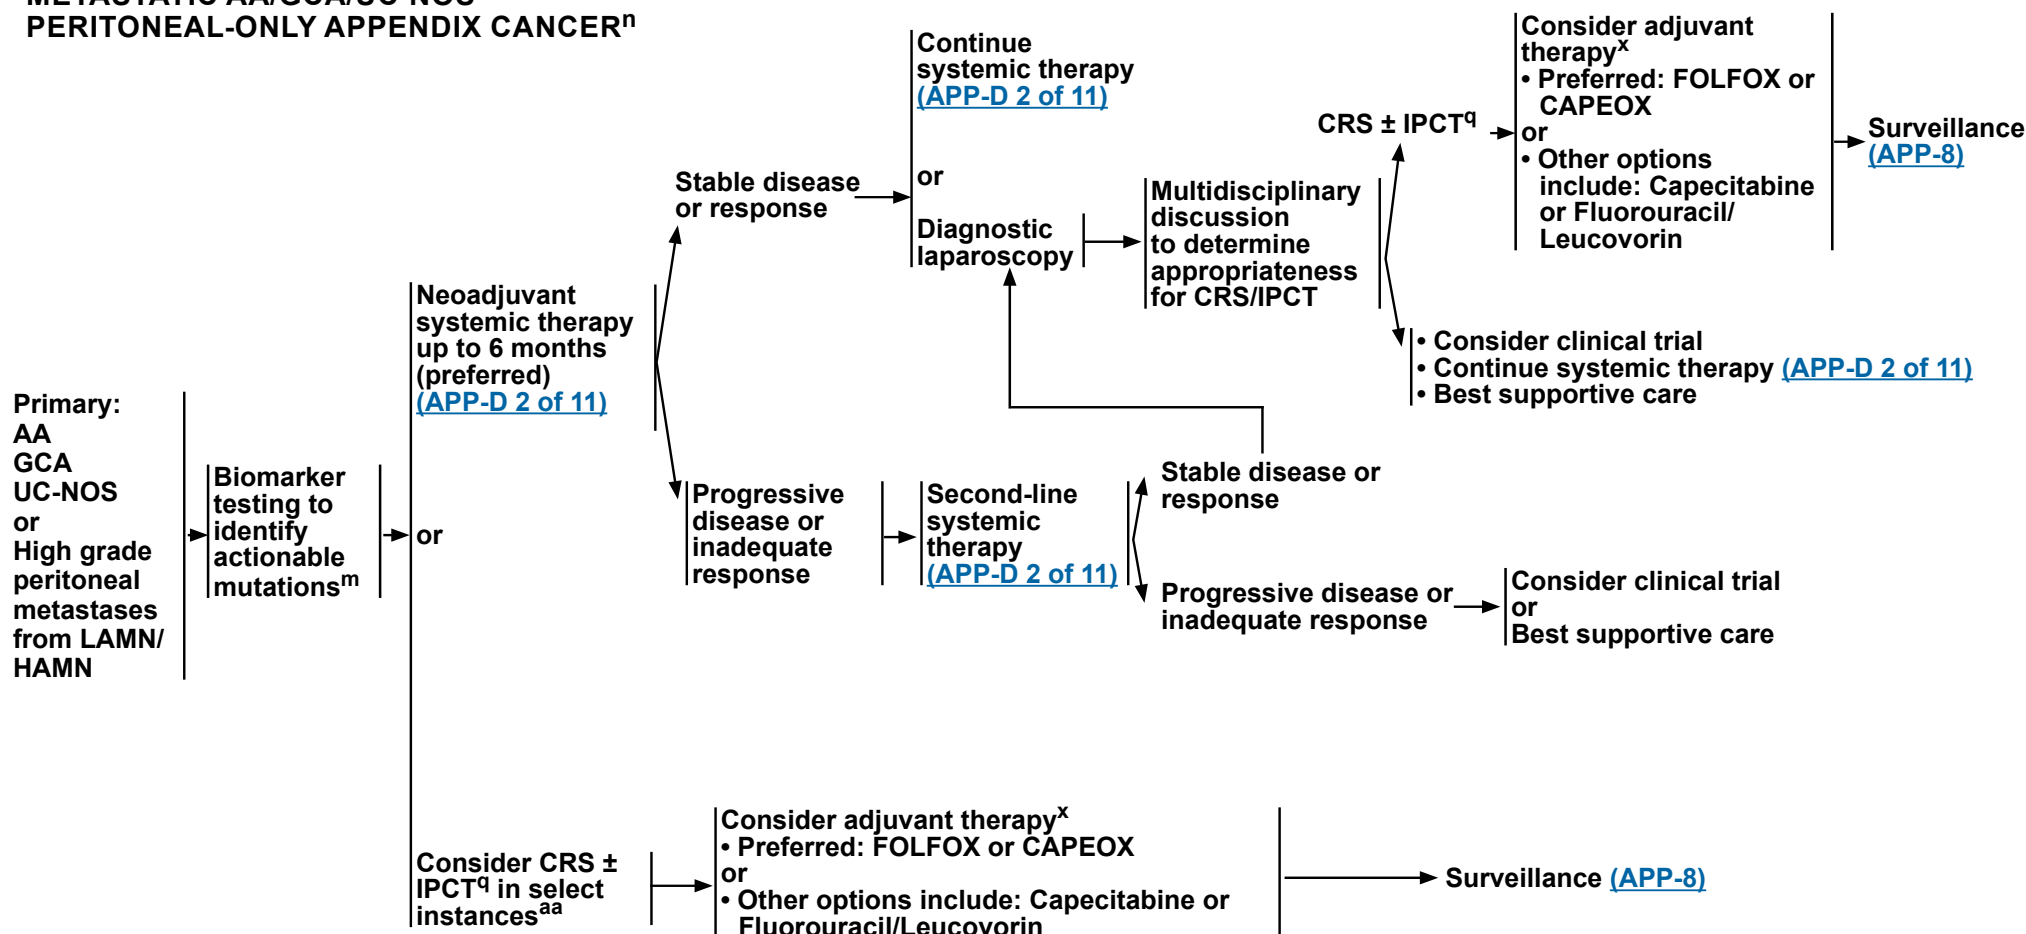 METASTATIC AA/GCA/UC-NOS
PERITONEAL-ONLY APPENDIX CANCERⁿ
Primary:
AA
GCA
UC-NOS
or
High grade
peritoneal
metastases
from LAMN/
HAMN
Biomarker
testing to
identify
actionable
mutationsᵐ
Neoadjuvant
systemic therapy
up to 6 months
(preferred)
(APP-D 2 of 11)
or
Consider CRS ±
IPCTq in select
instancesᵃᵃ
Stable disease
or response
Continue
systemic therapy
(APP-D 2 of 11)
or
Diagnostic
laparoscopy
Multidisciplinary
discussion
to determine
appropriateness
for CRS/IPCT
CRS ± IPCTq
Consider adjuvant
therapyˣ
• Preferred: FOLFOX or
CAPEOX
or
• Other options
include: Capecitabine
or Fluorouracil/
Leucovorin
Surveillance
(APP-8)
• Consider clinical trial
• Continue systemic therapy (APP-D 2 of 11)
• Best supportive care
Progressive
disease or
inadequate
response
Second-line
systemic
therapy
(APP-D 2 of 11)
Stable disease or
response
Progressive disease or
inadequate response
Consider clinical trial
or
Best supportive care
Consider adjuvant therapyˣ
• Preferred: FOLFOX or CAPEOX
or
• Other options include: Capecitabine or
Fluorouracil/Leucovorin
Surveillance (APP-8)